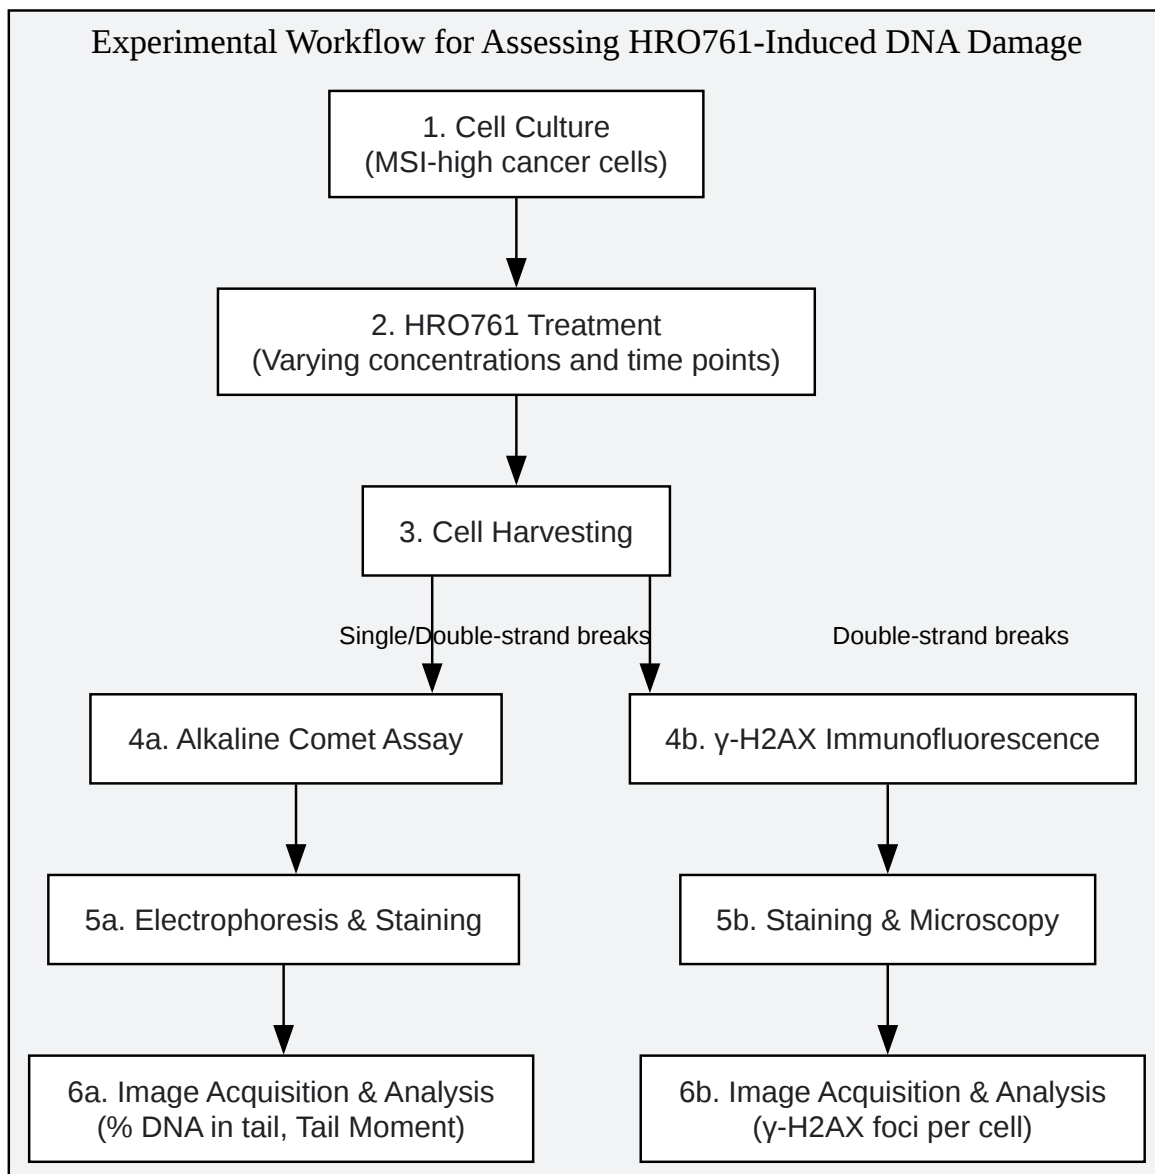 Experimental Workflow for Assessing HRO761-Induced DNA Damage
1. Cell Culture
(MSI-high cancer cells)
2. HRO761 Treatment
(Varying concentrations and time points)
3. Cell Harvesting
Single/Double-strand breaks
Double-strand breaks
4a. Alkaline Comet Assay
4b. γ-H2AX Immunofluorescence
5a. Electrophoresis & Staining
5b. Staining & Microscopy
6a. Image Acquisition & Analysis
(% DNA in tail, Tail Moment)
6b. Image Acquisition & Analysis
(γ-H2AX foci per cell)